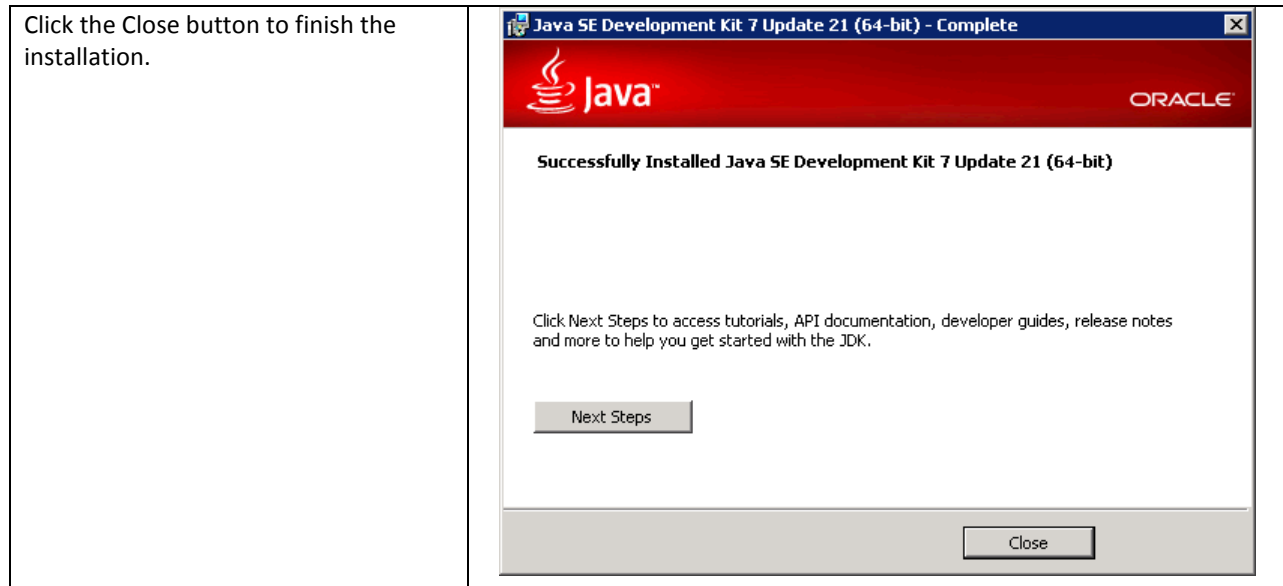 Click the Close button to finish the
installation.
Java SE Development Kit 7 Update 21 (64-bit) - Complete
Java™
ORACLE
Successfully Installed Java SE Development Kit 7 Update 21 (64-bit)
Click Next Steps to access tutorials, API documentation, developer guides, release notes
and more to help you get started with the JDK.
Next Steps
Close